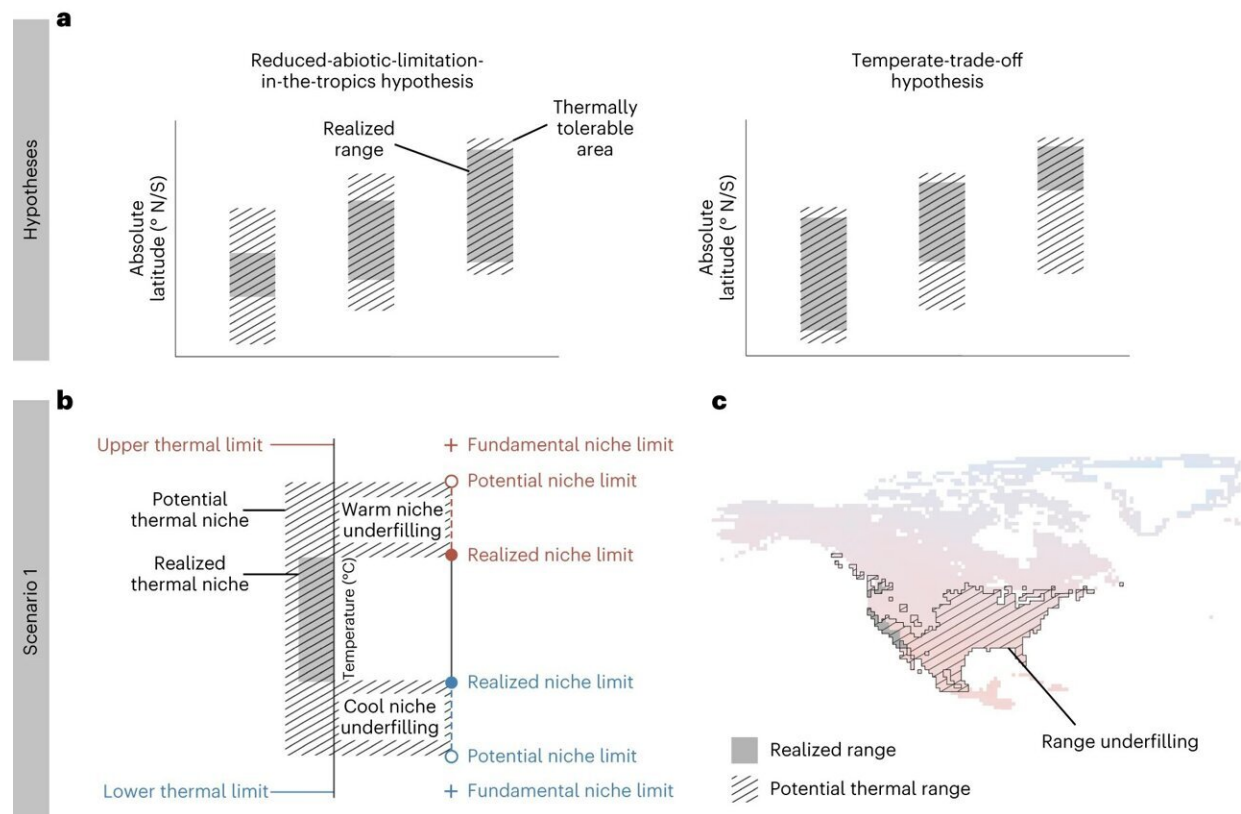 a
Hypotheses
Reduced-abiotic-limitation-
in-the-tropics hypothesis
Realized
range
Thermally
tolerable
area
Absolute
latitude (° N/S)
Temperate-trade-off
hypothesis
Absolute
latitude (° N/S)
Scenario 1
b
Upper thermal limit
Potential
thermal niche
Realized
thermal niche
Lower thermal limit
Temperature (°C)
Warm niche
underfilling
Cool niche
underfilling
Fundamental niche limit
Potential niche limit
Realized niche limit
Realized niche limit
Potential niche limit
Fundamental niche limit
c
Range underfilling
Realized range
Potential thermal range